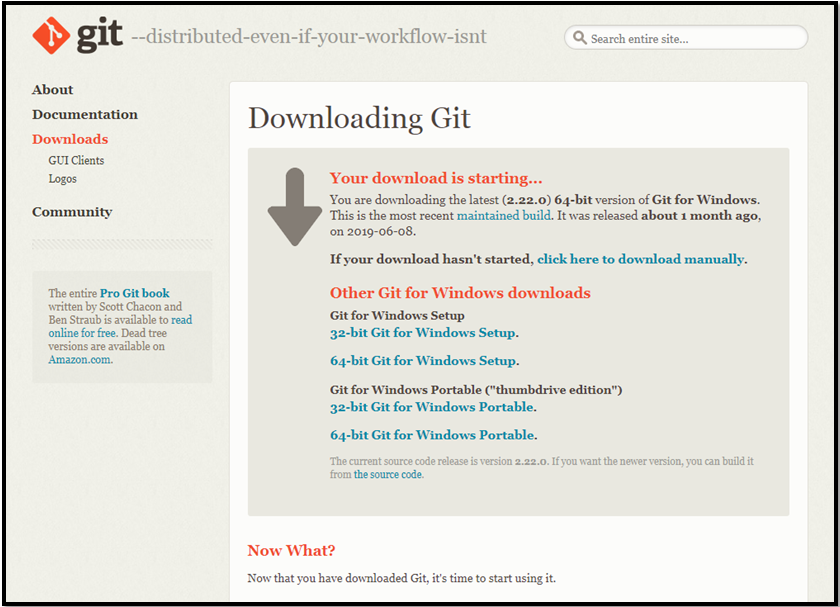 git --distributed-even-if-your-workflow-isnt
Search entire site...
About
Documentation
Downloads
GUI Clients
Logos
Community
The entire Pro Git book
written by Scott Chacon and
Ben Straub is available to read
online for free. Dead tree
versions are available on
Amazon.com.
Downloading Git
Your download is starting...
You are downloading the latest (2.22.0) 64-bit version of Git for Windows.
This is the most recent maintained build. It was released about 1 month ago,
on 2019-06-08.
If your download hasn't started, click here to download manually.
Other Git for Windows downloads
Git for Windows Setup
32-bit Git for Windows Setup.
64-bit Git for Windows Setup.
Git for Windows Portable ("thumbdrive edition")
32-bit Git for Windows Portable.
64-bit Git for Windows Portable.
The current source code release is version 2.22.0. If you want the newer version, you can build it
from the source code.
Now What?
Now that you have downloaded Git, it's time to start using it.